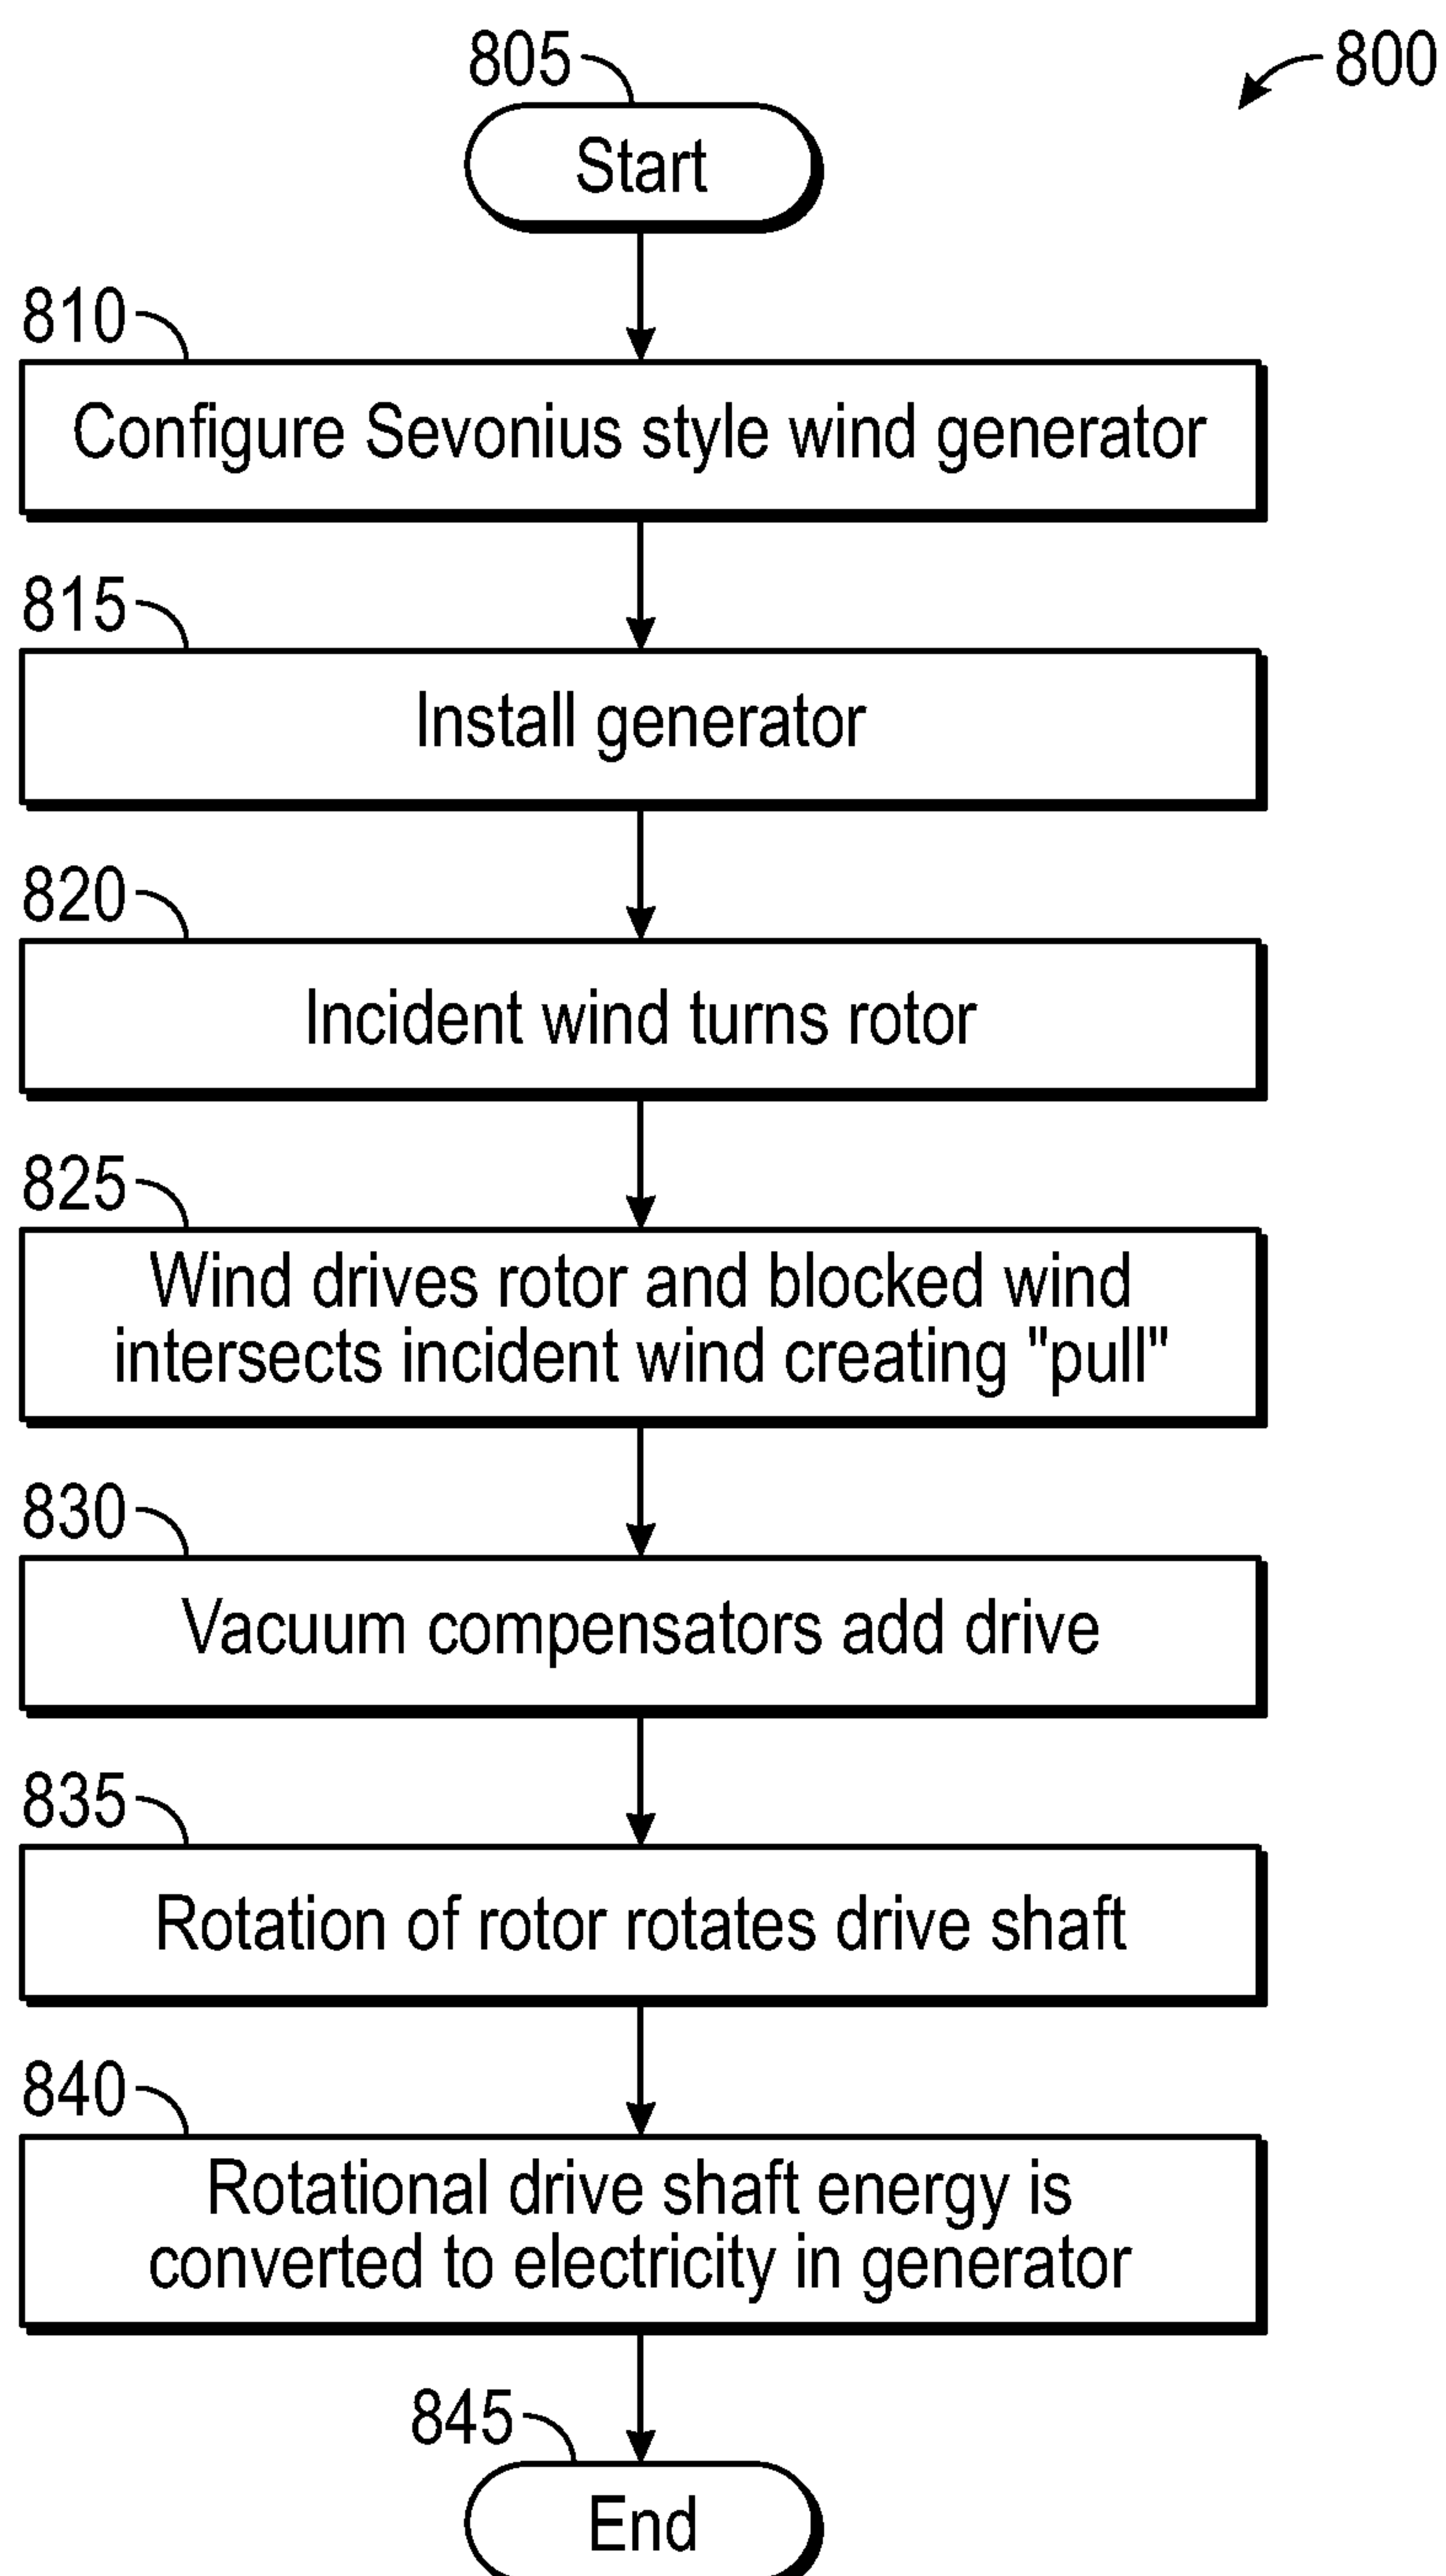 805
800
Start
810
Configure Sevonius style wind generator
815
Install generator
820
Incident wind turns rotor
825
Wind drives rotor and blocked wind
intersects incident wind creating "pull"
830
Vacuum compensators add drive
835
Rotation of rotor rotates drive shaft
840
Rotational drive shaft energy is
converted to electricity in generator
845
End